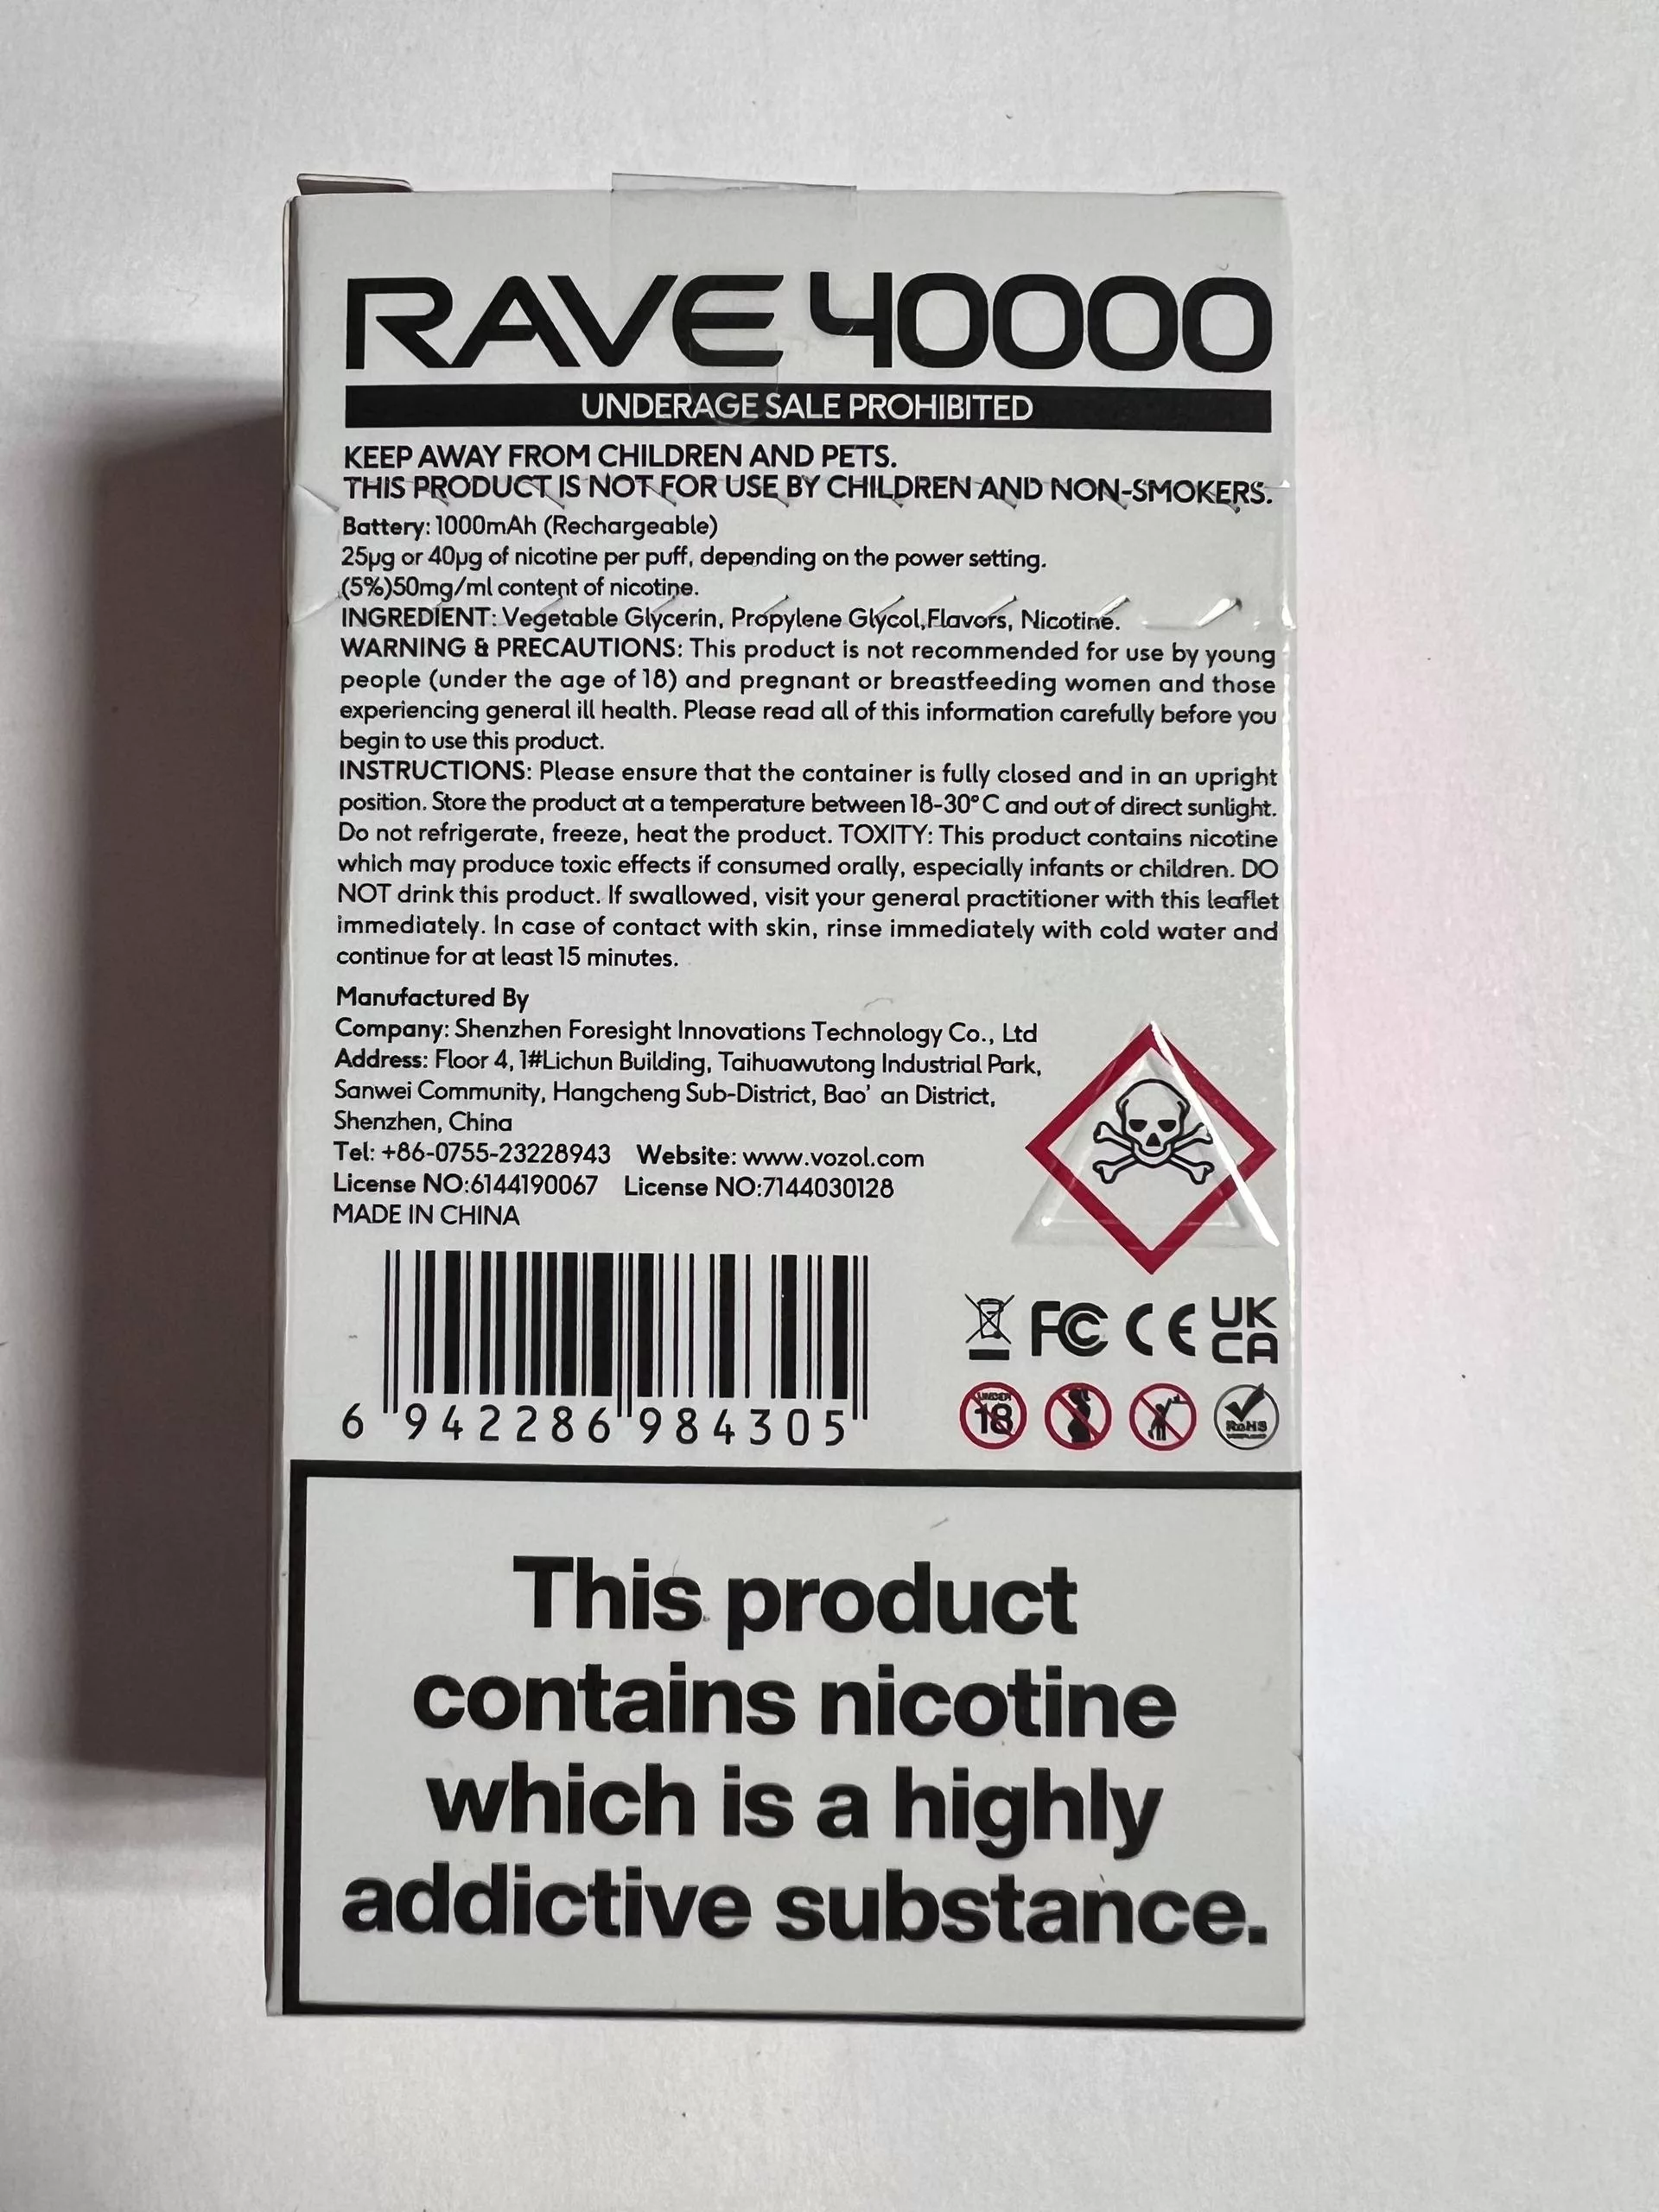 RAVE 40000
UNDERAGE SALE PROHIBITED
KEEP AWAY FROM CHILDREN AND PETS.
THIS PRODUCT IS NOT FOR USE BY CHILDREN AND NON-SMOKERS.
Battery: 1000mAh (Rechargeable)
25μg or 40μg of nicotine per puff, depending on the power setting.
(5%)50mg/ml content of nicotine.
INGREDIENT: Vegetable Glycerin, Propylene Glycol,Flavors, Nicotine.
WARNING & PRECAUTIONS: This product is not recommended for use by young
people (under the age of 18) and pregnant or breastfeeding women and those
experiencing general ill health. Please read all of this information carefully before you
begin to use this product.
INSTRUCTIONS: Please ensure that the container is fully closed and in an upright
position. Store the product at a temperature between 18-30°C and out of direct sunlight.
Do not refrigerate, freeze, heat the product. TOXITY: This product contains nicotine
which may produce toxic effects if consumed orally, especially infants or children. DO
NOT drink this product. If swallowed, visit your general practitioner with this leaflet
immediately. In case of contact with skin, rinse immediately with cold water and
continue for at least 15 minutes.
Manufactured By
Company: Shenzhen Foresight Innovations Technology Co., Ltd
Address: Floor 4, 1#Lichun Building, Taihuawutong Industrial Park,
Sanwei Community, Hangcheng Sub-District, Bao' an District,
Shenzhen, China
Tel: +86-0755-23228943 Website: www.vozol.com
License NO:6144190067 License NO:7144030128
MADE IN CHINA
FC CE UK
CA
UNDER
18
RoHS
6 942286 984305
This product
contains nicotine
which is a highly
addictive substance.